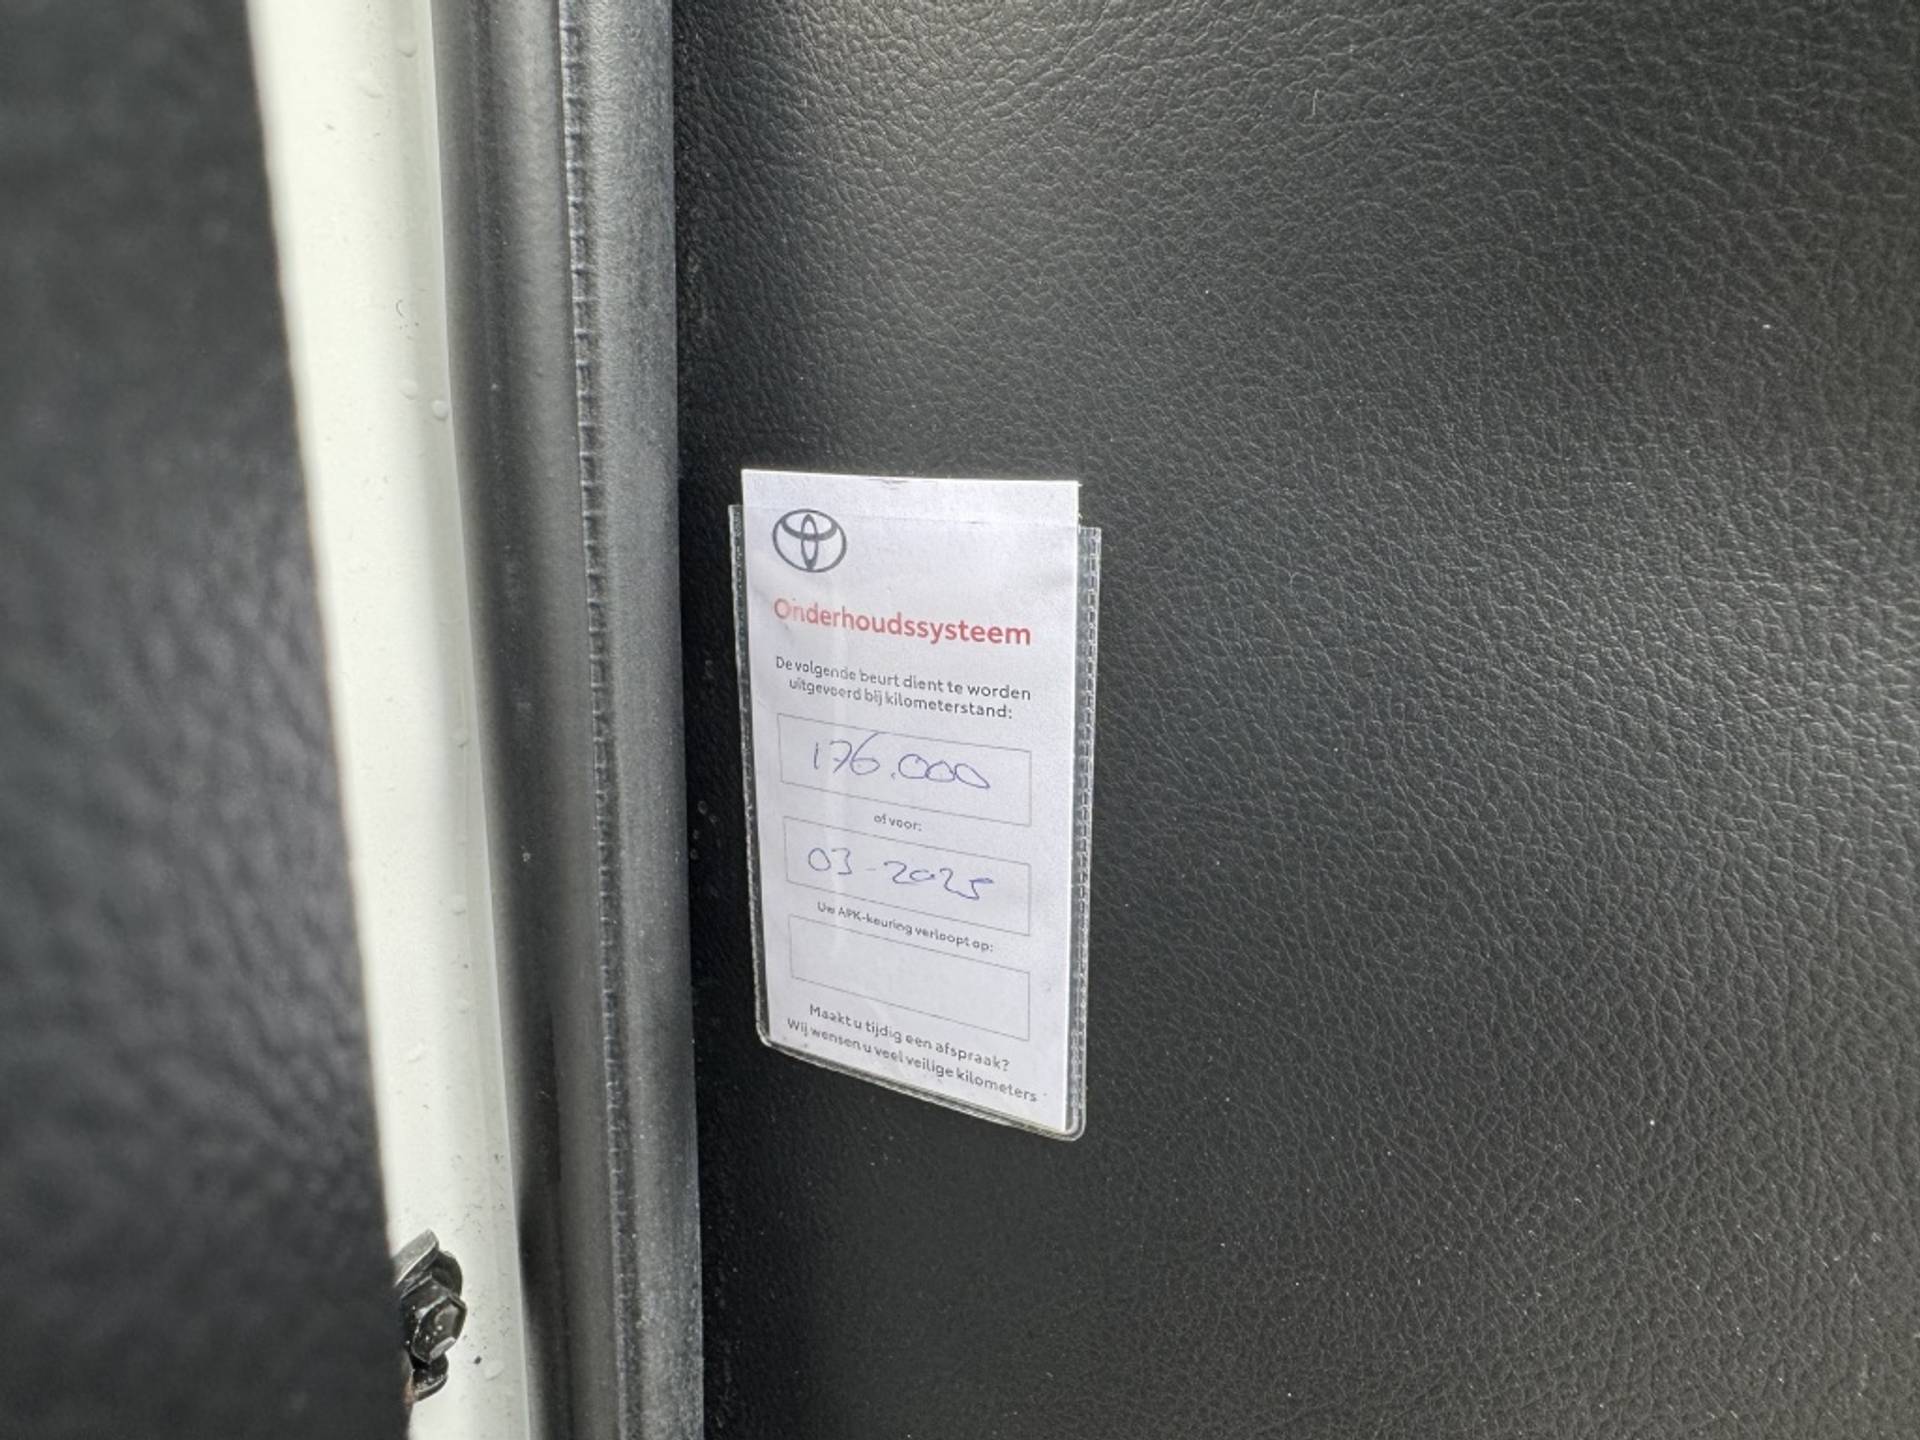 Onderhoudssysteem
De volgende beurt dient te worden
uitgevoerd bij kilometerstand:
176.000
of voor:
03-2025
Uw APK-keuring verloopt op:
Maakt u tijdig een afspraak?
Wij wensen u veel veilige kilometers